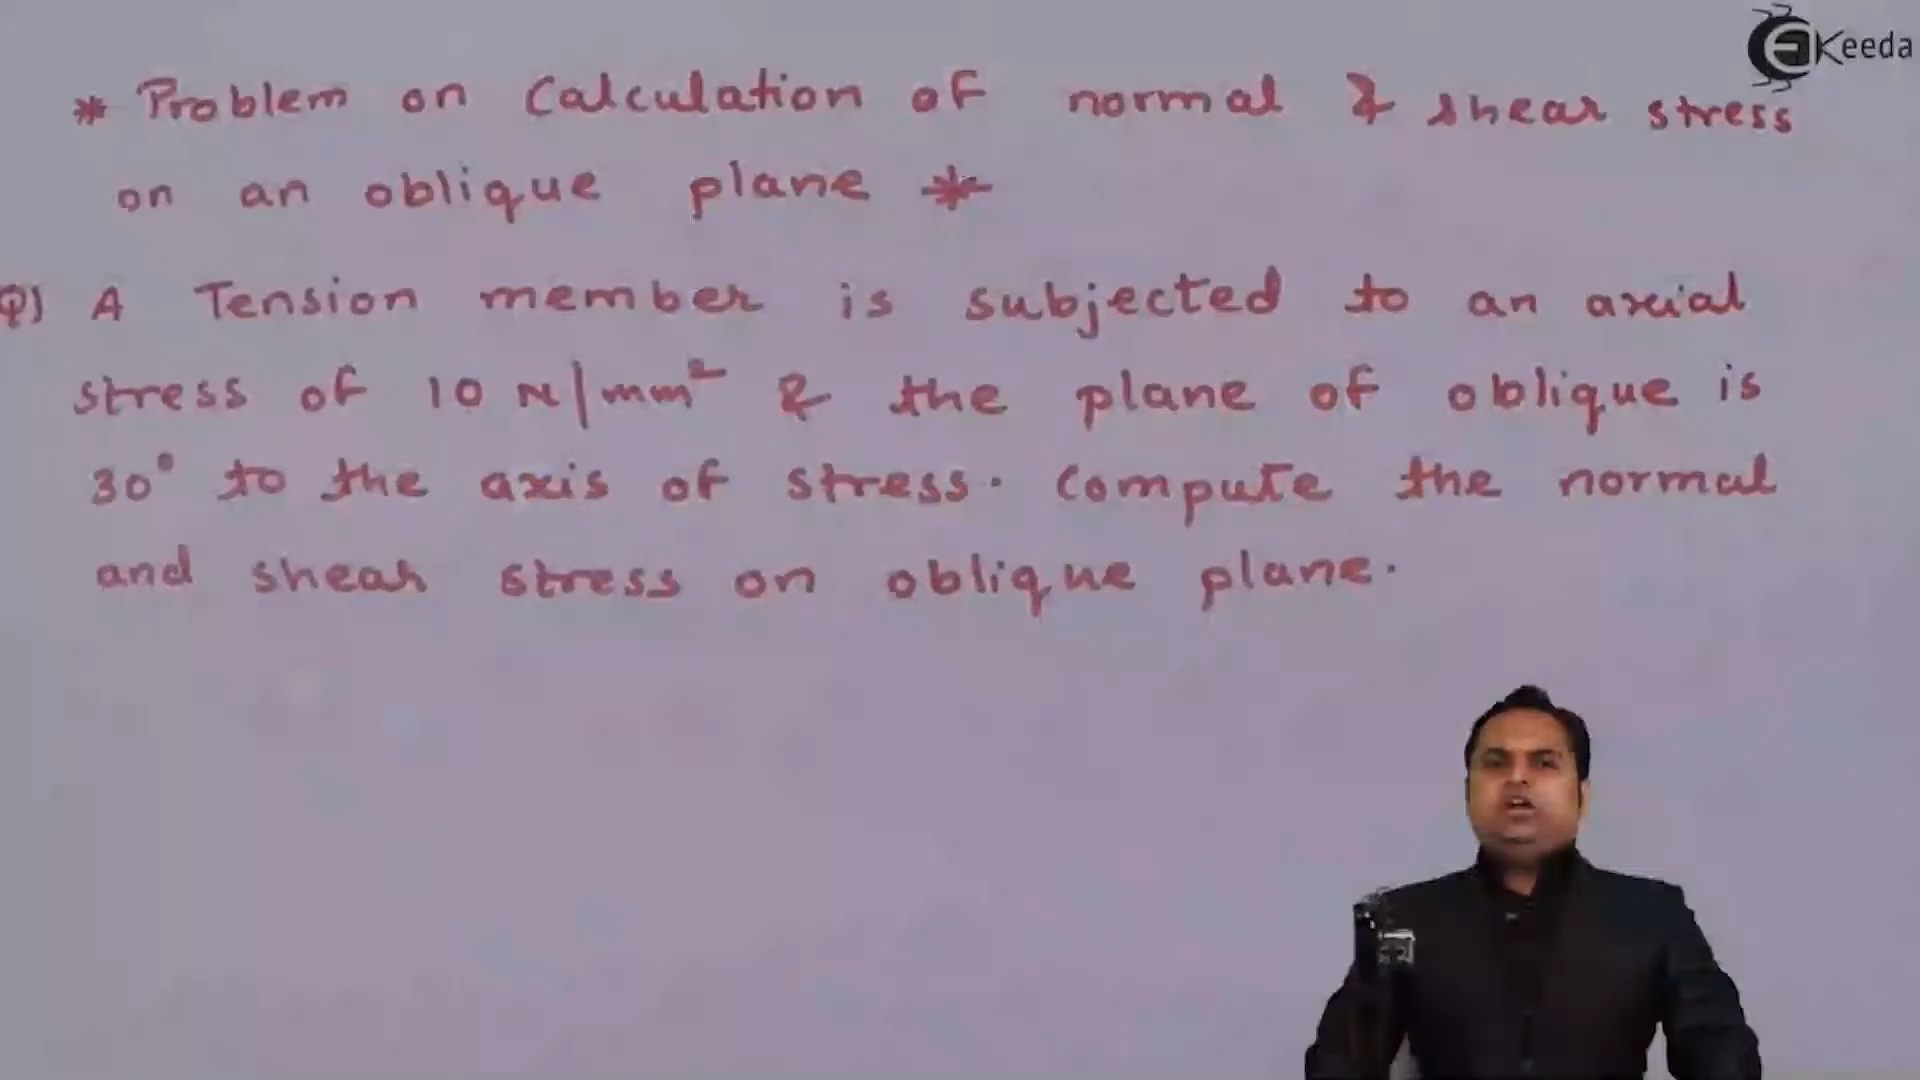 Keeda
* Problem on Calculation of normal & shear stress
on an oblique plane *
Q) A Tension member is subjected to an axial
stress of 10 N/mm² & the plane of oblique is
30° to the axis of stress. Compute the normal
and shear stress on oblique plane.